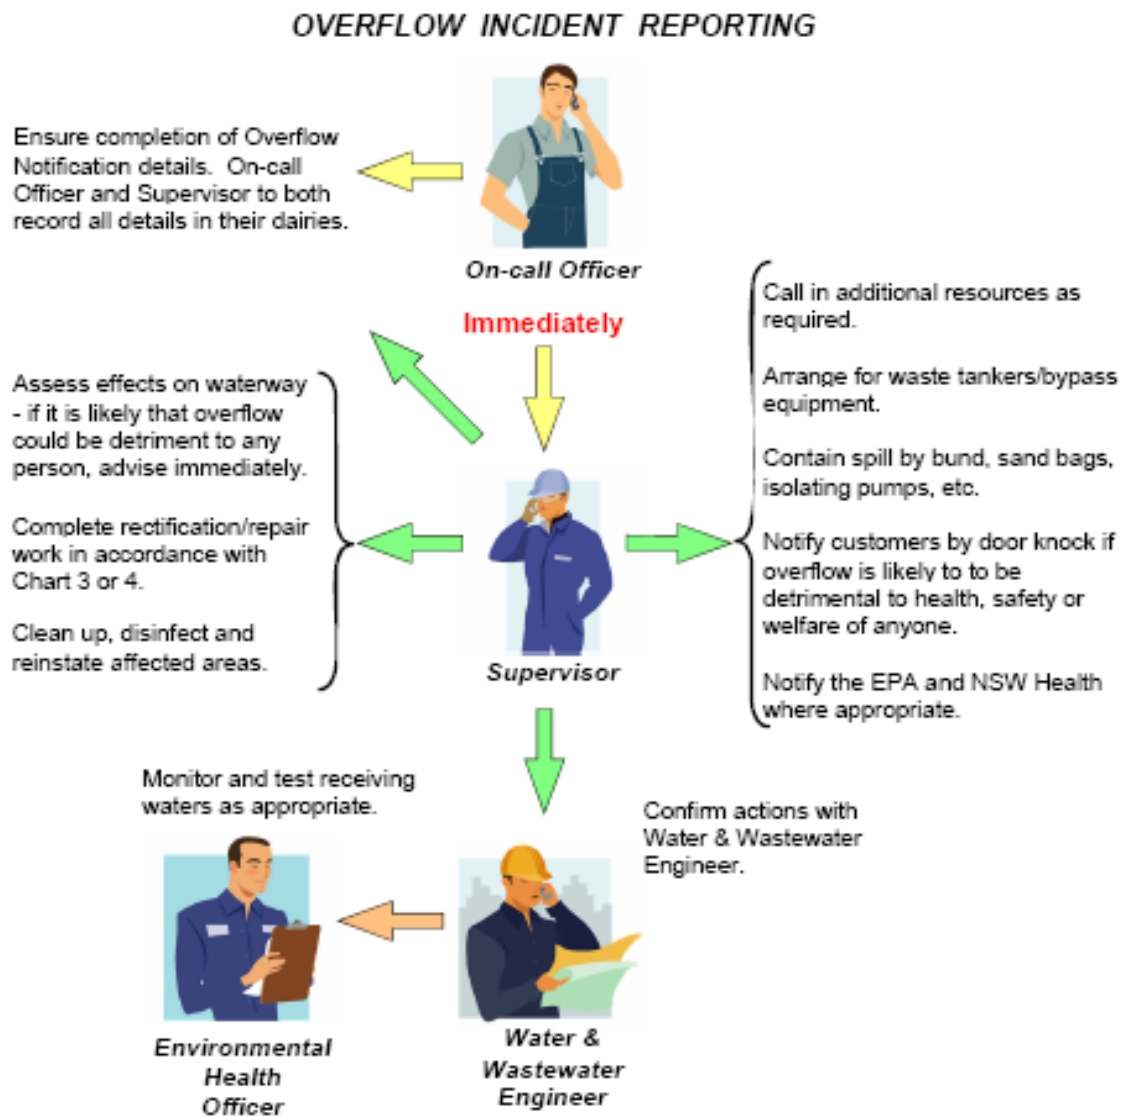 OVERFLOW INCIDENT REPORTING
Ensure completion of Overflow
Notification details. On-call
Officer and Supervisor to both
record all details in their dairies.
On-call Officer
Immediately
Call in additional resources as
required.
Arrange for waste tankers/bypass
equipment.
Contain spill by bund, sand bags,
isolating pumps, etc.
Notify customers by door knock if
overflow is likely to to be
detrimental to health, safety or
welfare of anyone.
Notify the EPA and NSW Health
where appropriate.
Assess effects on waterway
- if it is likely that overflow
could be detriment to any
person, advise immediately.
Complete rectification/repair
work in accordance with
Chart 3 or 4.
Clean up, disinfect and
reinstate affected areas.
Supervisor
Monitor and test receiving
waters as appropriate.
Confirm actions with
Water & Wastewater
Engineer.
Environmental
Health
Officer
Water &
Wastewater
Engineer